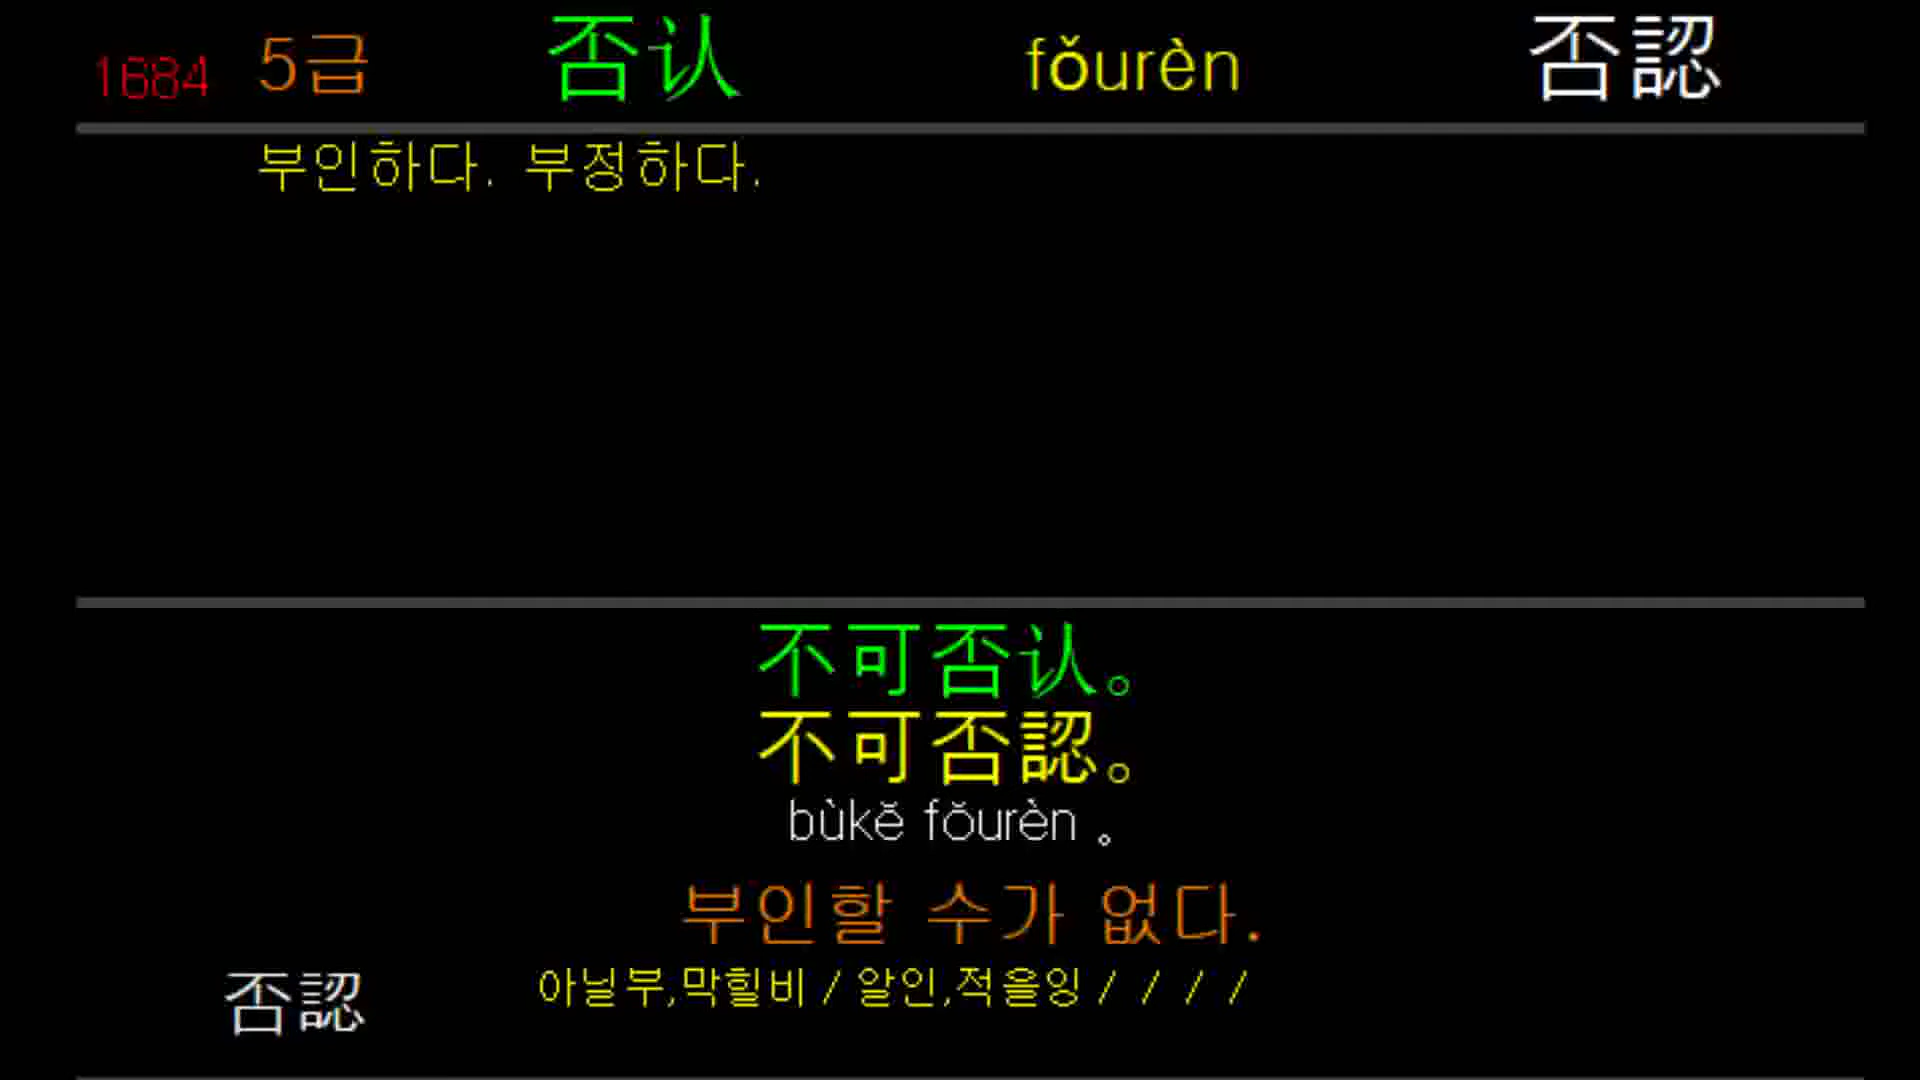 1684 5급 否认 fǒurèn 否認
부인하다. 부정하다.
不可否认。
不可否認。
bùkĕ fŏurèn 。
부인할 수가 없다.
否認 아닐부,막힐비 / 알인,적을잉 / / / /